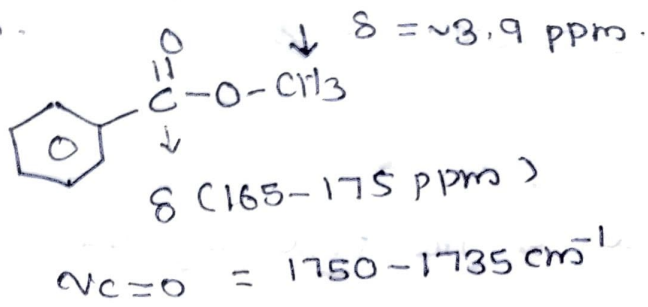 δ = ~3.9 ppm.
O
C-O-CH3
δ (165-175 ppm)
νC=O = 1750-1735 cm-1